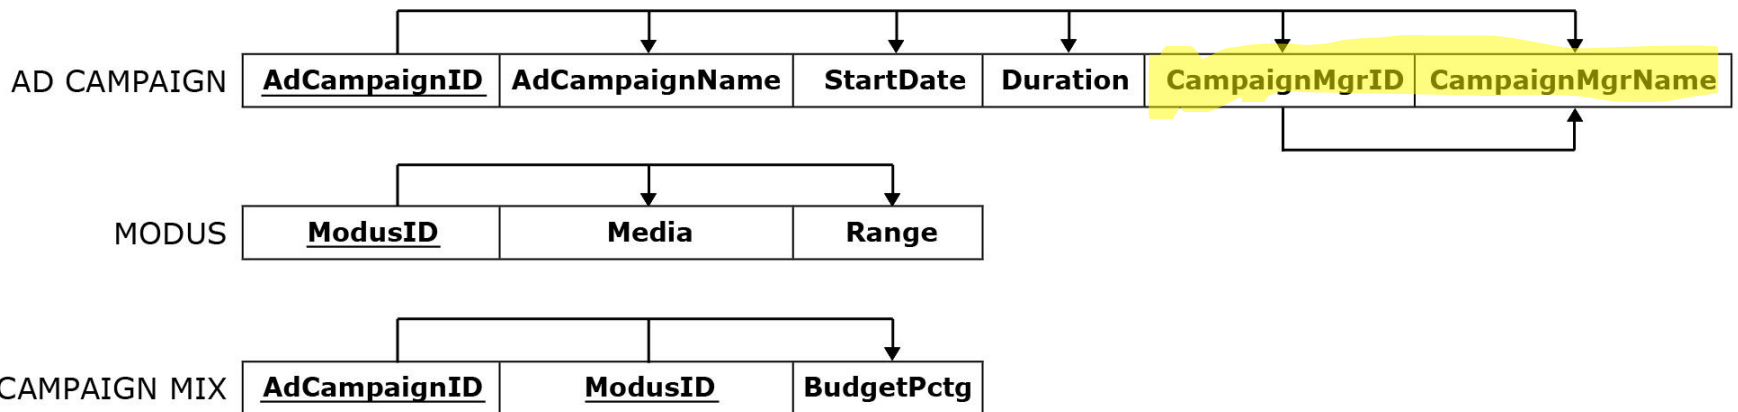 AD CAMPAIGN AdCampaignID AdCampaignName StartDate Duration CampaignMgrID CampaignMgrName
MODUS ModusID Media Range
CAMPAIGN MIX AdCampaignID ModusID BudgetPctg